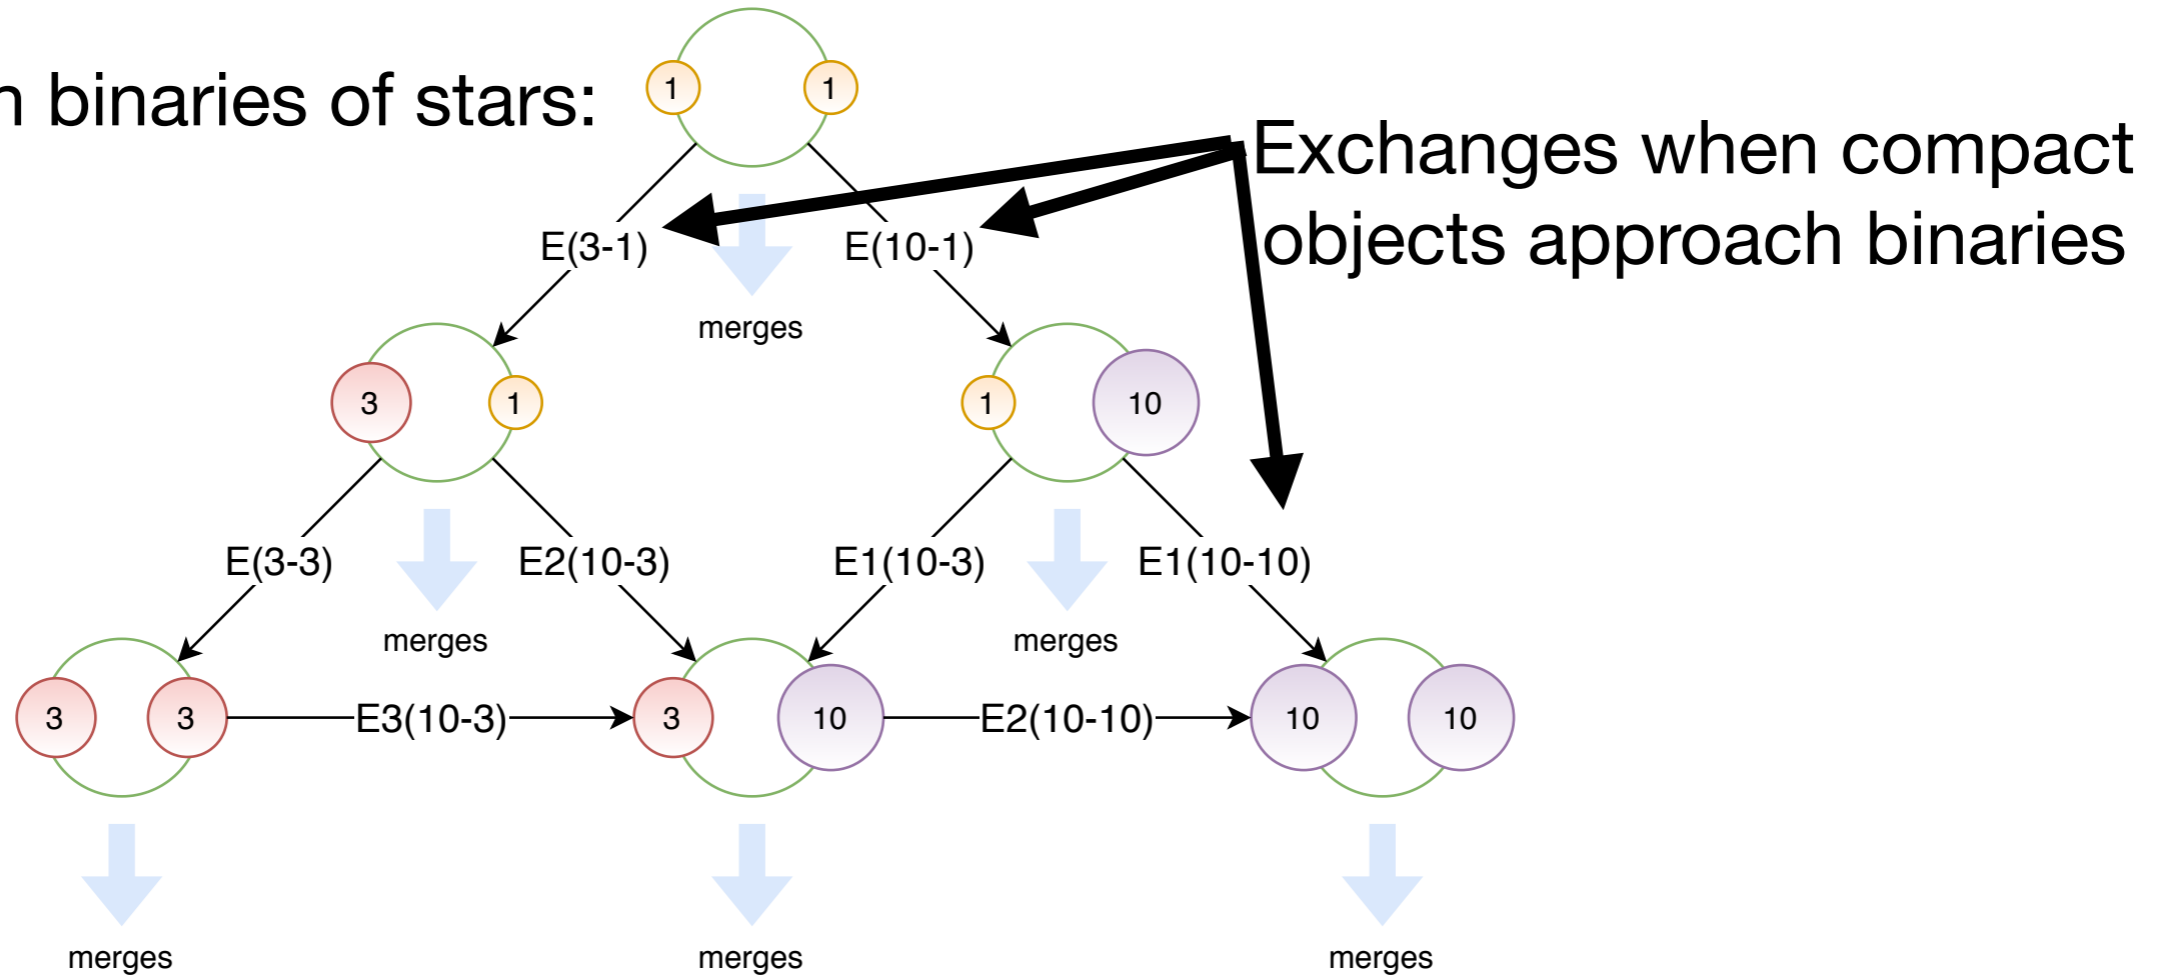 n binaries of stars:
1
1
Exchanges when compact
objects approach binaries
E(3-1)
E(10-1)
merges
3
1
1
10
E(3-3)
E2(10-3)
E1(10-3)
E1(10-10)
merges
merges
3
3
E3(10-3)
3
10
E2(10-10)
10
10
merges
merges
merges